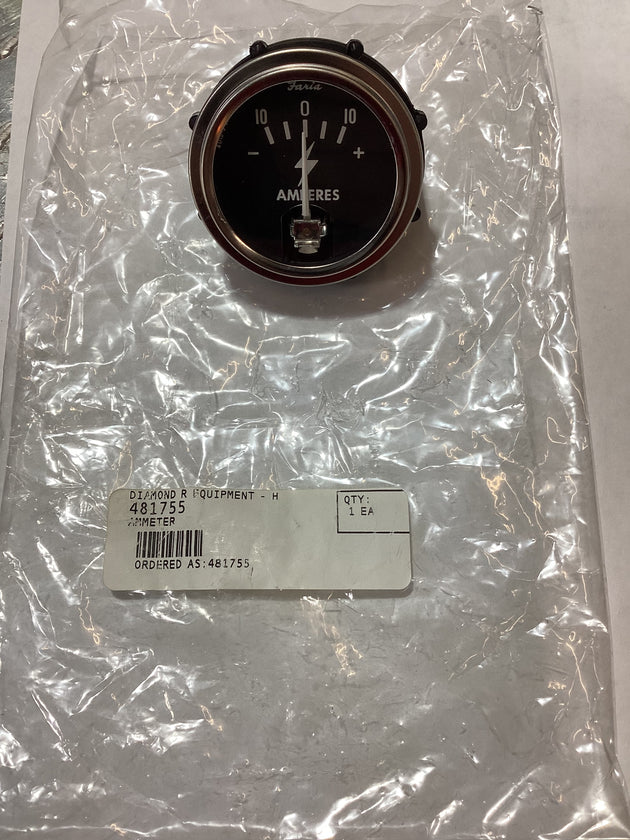 Faria
10 0 10
- +
AMPERES
DIAMOND R EQUIPMENT - H
481755
AMMETER
ORDERED AS:481755
QTY:
1 EA